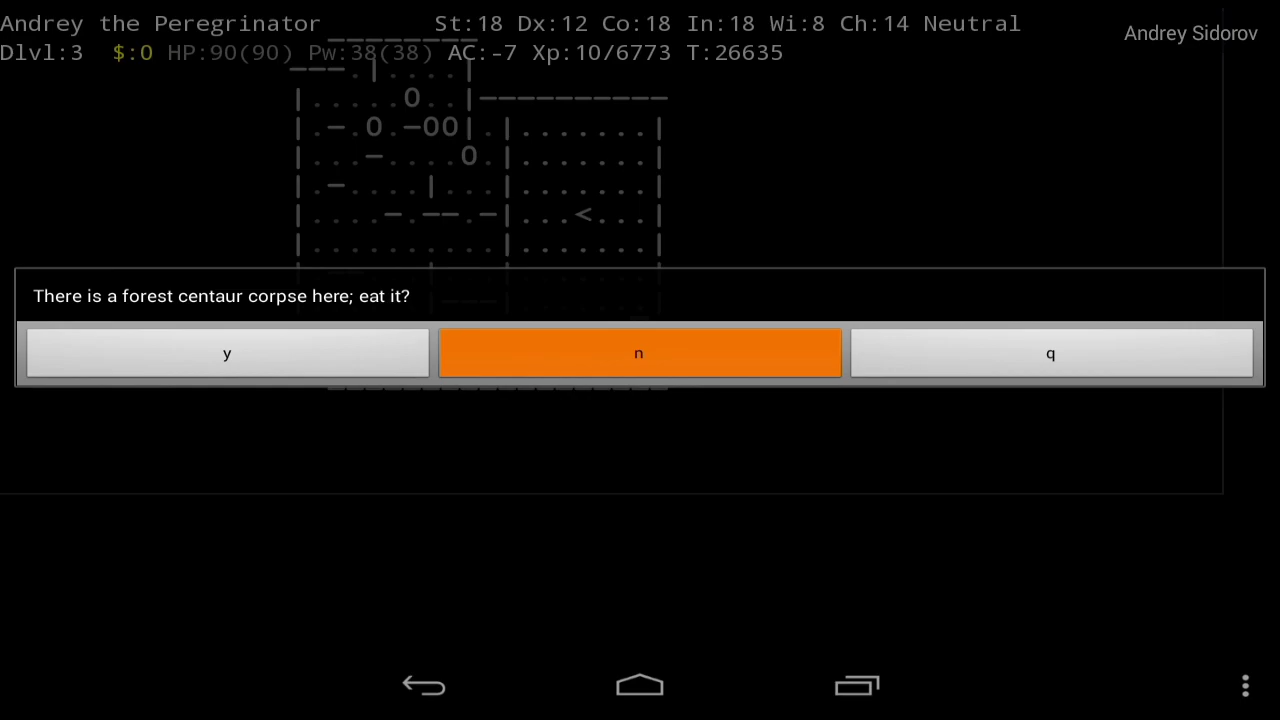 Andrey the Peregrinator St:18 Dx:12 Co:18 In:18 Wi:8 Ch:14 Neutral
Andrey Sidorov
Dlvl:3 $:0 HP:90(90) Pw:38(38) AC:-7 Xp:10/6773 T:26635
There is a forest centaur corpse here; eat it?
y n q